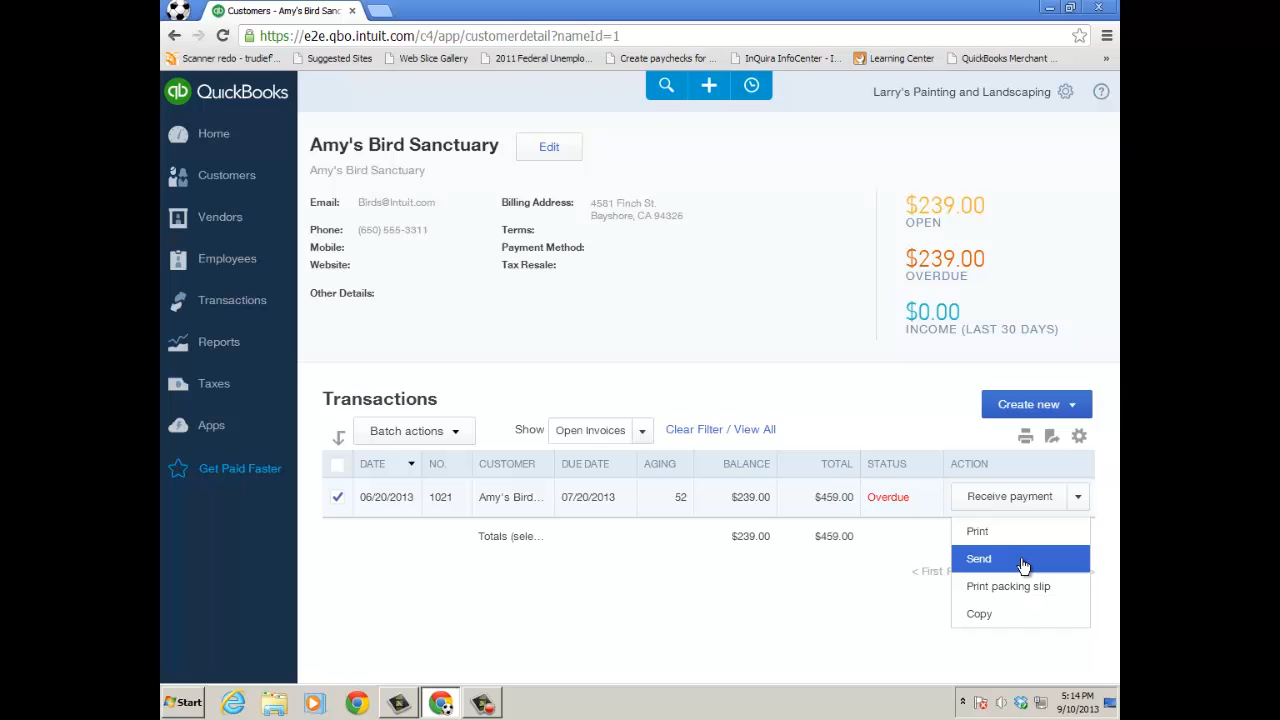 Customers - Amy's Bird Sanc
https://e2e.qbo.intuit.com/c4/app/customerdetail?nameId=1
Scanner redo - trudief... Suggested Sites Web Slice Gallery 2011 Federal Unemplo... Create paychecks for ... InQuira InfoCenter - I... Learning Center QuickBooks Merchant ... »
qb QuickBooks
Larry's Painting and Landscaping
Home
Customers
Vendors
Employees
Transactions
Reports
Taxes
Apps
Get Paid Faster
Amy's Bird Sanctuary Edit
Amy's Bird Sanctuary
Email: Birds@Intuit.com
Phone: (650) 555-3311
Mobile:
Website:
Other Details:
Billing Address: 4581 Finch St.
Bayshore, CA 94326
Terms:
Payment Method:
Tax Resale:
$239.00
OPEN
$239.00
OVERDUE
$0.00
INCOME (LAST 30 DAYS)
Transactions
Create new
Batch actions Show Open Invoices Clear Filter / View All
DATE NO. CUSTOMER DUE DATE AGING BALANCE TOTAL STATUS ACTION
06/20/2013 1021 Amy's Bird... 07/20/2013 52 $239.00 $459.00 Overdue Receive payment
Totals (sele... $239.00 $459.00
Print
Send
Print packing slip
Copy
< First
Start
5:14 PM
9/10/2013